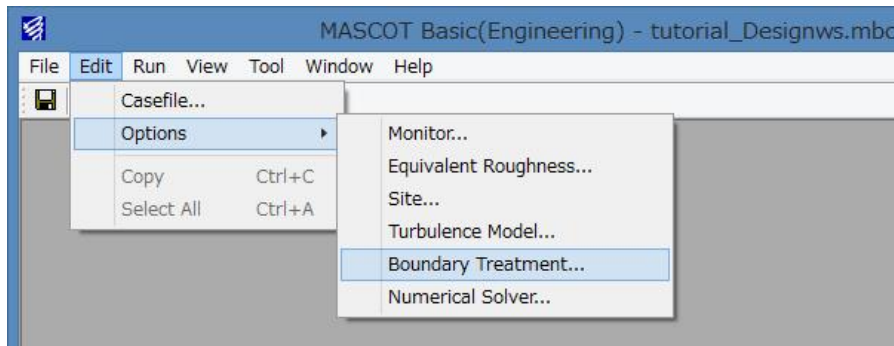 MASCOT Basic(Engineering) - tutorial_Designws.mbc
File Edit Run View Tool Window Help
Casefile...
Options
Copy Ctrl+C
Select All Ctrl+A
Monitor...
Equivalent Roughness...
Site...
Turbulence Model...
Boundary Treatment...
Numerical Solver...